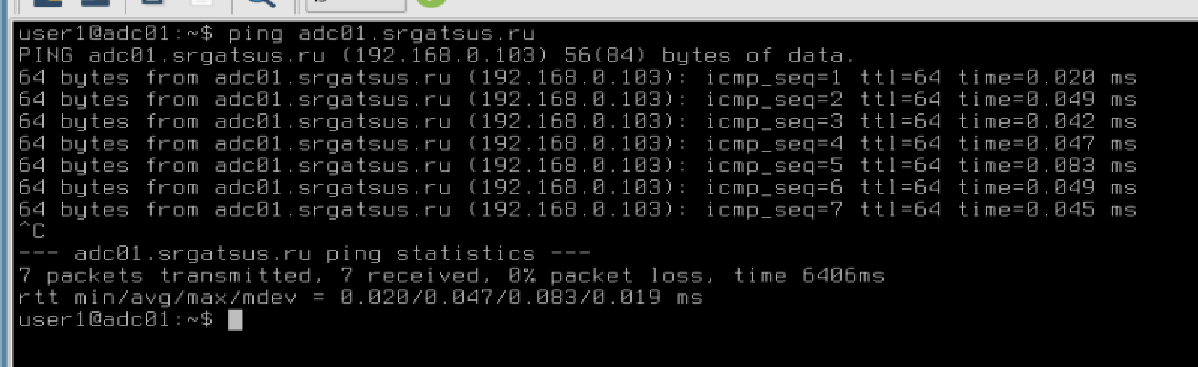 user1@adc01:~$ ping adc01.srgatsus.ru
PING adc01.srgatsus.ru (192.168.0.103) 56(84) bytes of data.
64 bytes from adc01.srgatsus.ru (192.168.0.103): icmp_seq=1 ttl=64 time=0.020 ms
64 bytes from adc01.srgatsus.ru (192.168.0.103): icmp_seq=2 ttl=64 time=0.049 ms
64 bytes from adc01.srgatsus.ru (192.168.0.103): icmp_seq=3 ttl=64 time=0.042 ms
64 bytes from adc01.srgatsus.ru (192.168.0.103): icmp_seq=4 ttl=64 time=0.047 ms
64 bytes from adc01.srgatsus.ru (192.168.0.103): icmp_seq=5 ttl=64 time=0.083 ms
64 bytes from adc01.srgatsus.ru (192.168.0.103): icmp_seq=6 ttl=64 time=0.049 ms
64 bytes from adc01.srgatsus.ru (192.168.0.103): icmp_seq=7 ttl=64 time=0.045 ms
^C
--- adc01.srgatsus.ru ping statistics ---
7 packets transmitted, 7 received, 0% packet loss, time 6406ms
rtt min/avg/max/mdev = 0.020/0.047/0.083/0.019 ms
user1@adc01:~$